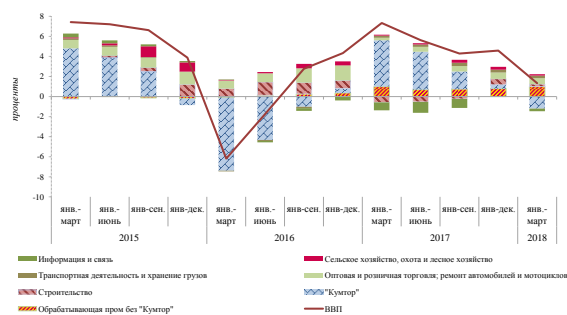 проценты
8
6
4
2
0
-2
-4
-6
-8
-10
янв.-март
янв.-июнь
янв-сен.
янв-дек.
янв.-март
янв.-июнь
янв-сен.
янв-дек.
янв.-март
янв.-июнь
янв-сен.
янв-дек.
янв.-март
2015
2016
2017
2018
Информация и связь
Сельское хозяйство, охота и лесное хозяйство
Транспортная деятельность и хранение грузов
Оптовая и розничная торговля; ремонт автомобилей и мотоциклов
Строительство
"Кумтор"
Обрабатывающая пром без "Кумтор"
ВВП